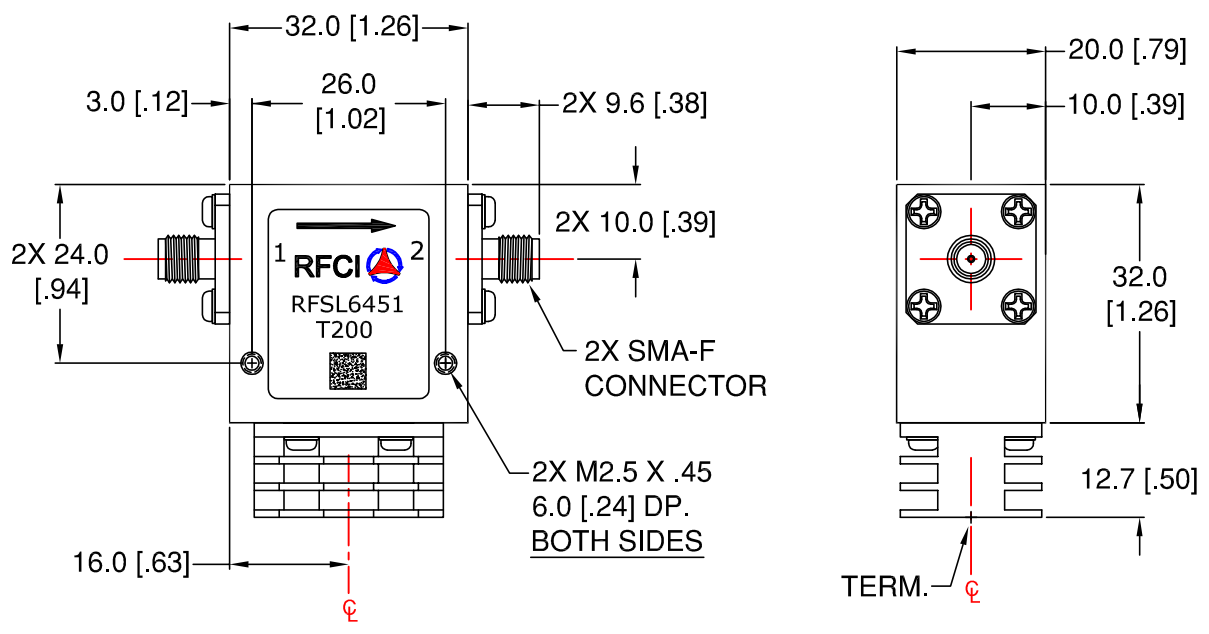 32.0 [1.26]
3.0 [.12]
26.0
[1.02]
2X 9.6 [.38]
2X 10.0 [.39]
2X 24.0
[.94]
1
2
RFCI
RFSL6451
T200
2X SMA-F
CONNECTOR
2X M2.5 X .45
6.0 [.24] DP.
BOTH SIDES
16.0 [.63]
℄
20.0 [.79]
10.0 [.39]
32.0
[1.26]
12.7 [.50]
TERM.
℄